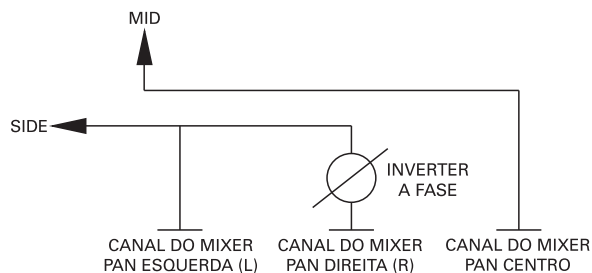 MID
SIDE
INVERTER
A FASE
CANAL DO MIXER
PAN ESQUERDA (L)
CANAL DO MIXER
PAN DIREITA (R)
CANAL DO MIXER
PAN CENTRO